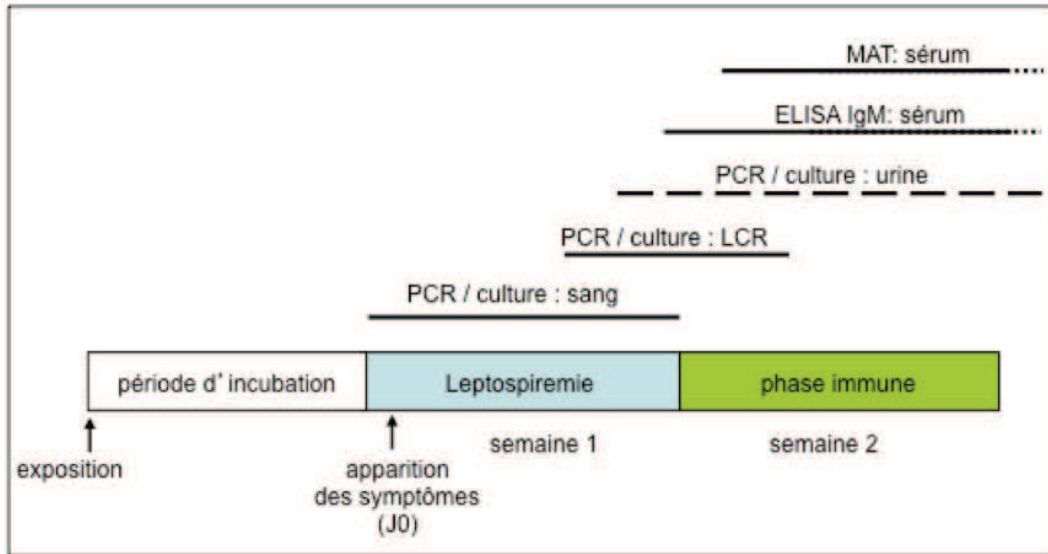 MAT: sérum
ELISA IgM: sérum
PCR / culture : urine
PCR / culture : LCR
PCR / culture : sang
période d'incubation
Leptospiremie
phase immune
exposition
apparition
des symptômes
(J0)
semaine 1
semaine 2